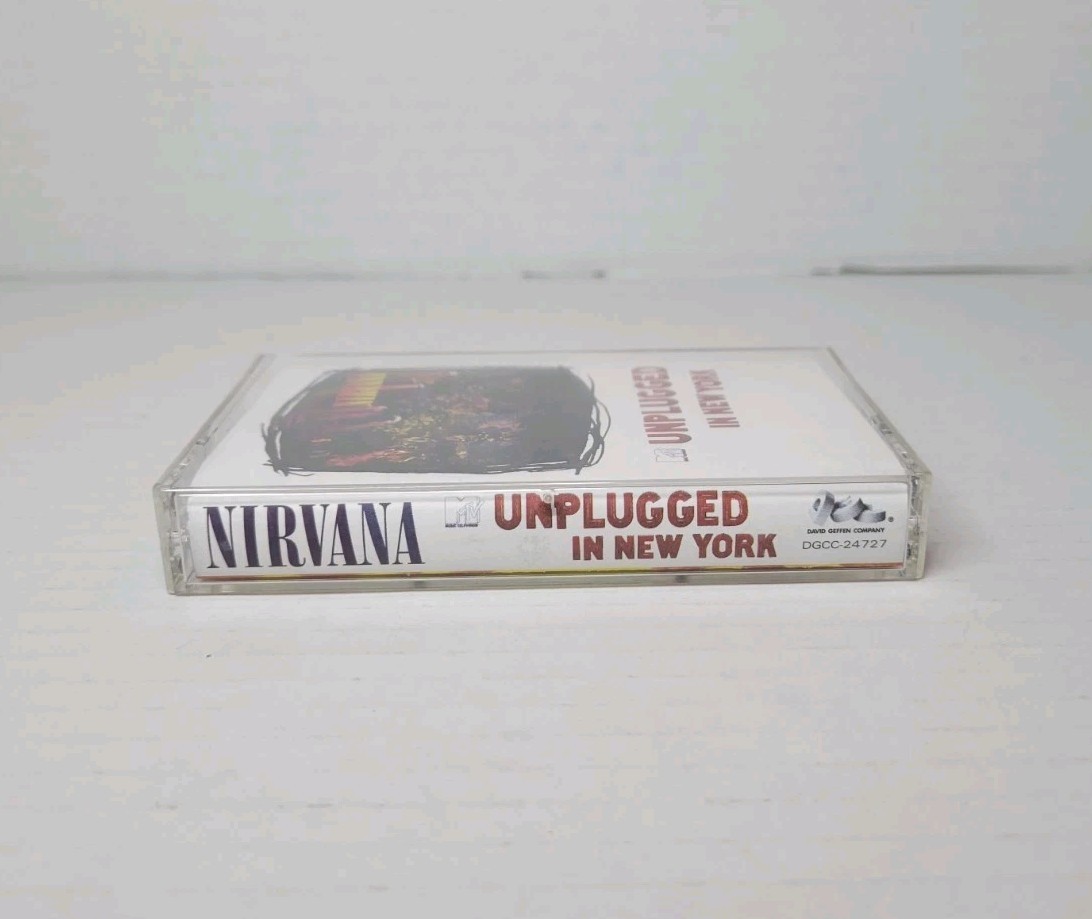 UNPLUGGED
IN NEW YORK
NIRVANA
UNPLUGGED
IN NEW YORK
DAVID GEFFEN COMPANY
DGCC-24727